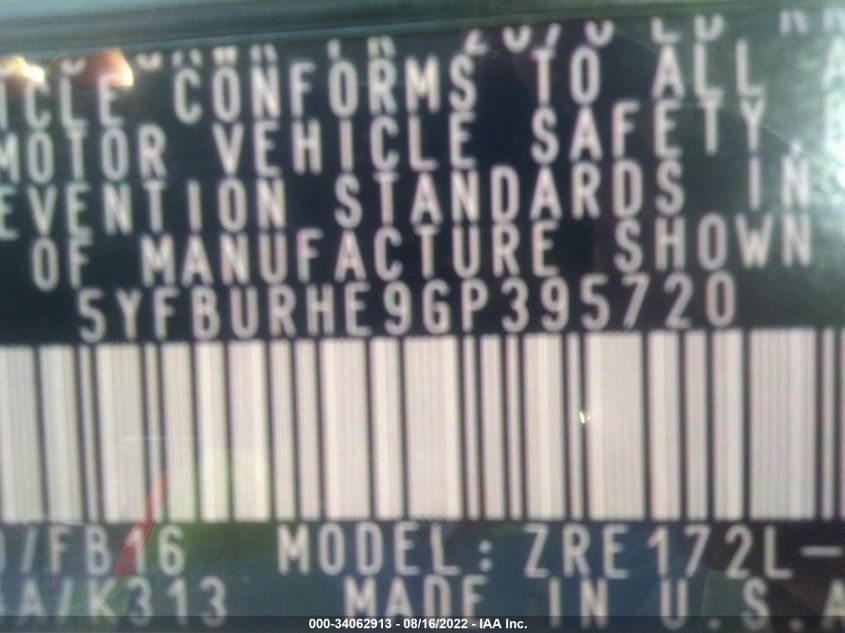 ICLE CONFORMS TO ALL A
MOTOR VEHICLE SAFETY,
EVENTION STANDARDS IN
OF MANUFACTURE SHOWN
5YFBURHE9GP395720
/FB16 MODEL: ZRE172L-
A/K313 MADE IN U.S.A
000-34062913 - 08/16/2022 - IAA Inc.